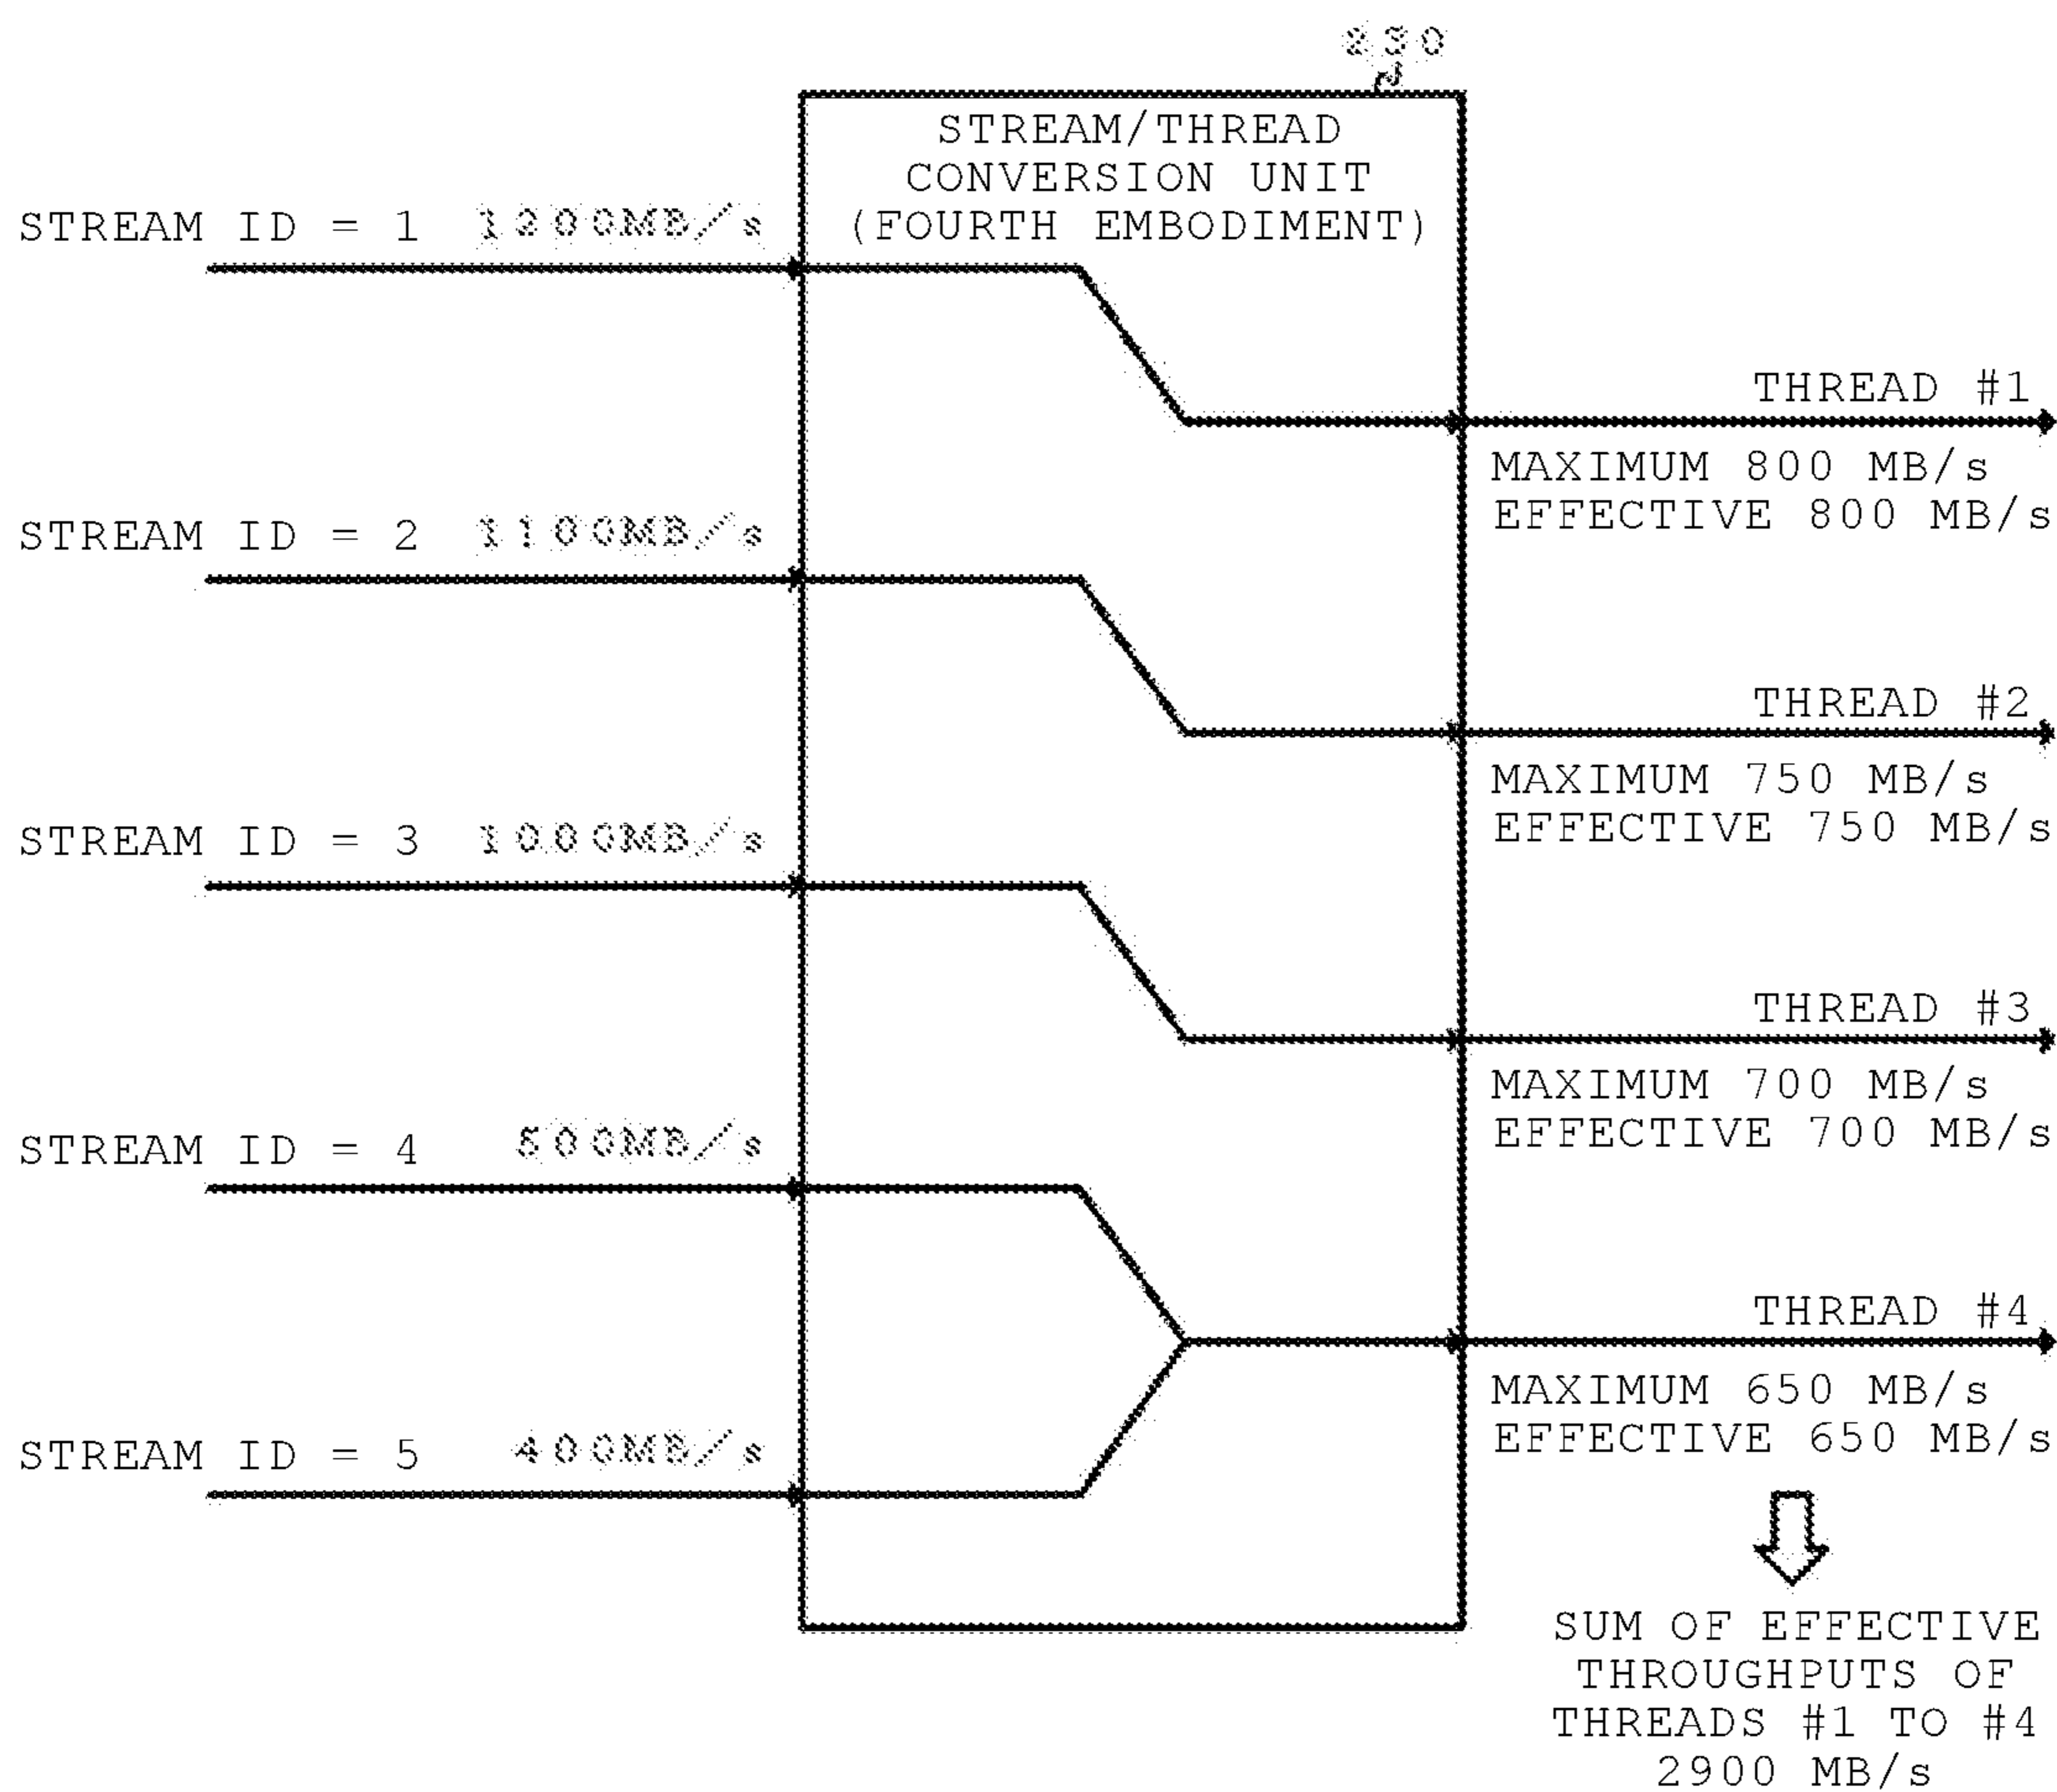 230
STREAM/THREAD
CONVERSION UNIT
(FOURTH EMBODIMENT)
STREAM ID = 1 1200MB/s
THREAD #1
MAXIMUM 800 MB/s
EFFECTIVE 800 MB/s
STREAM ID = 2 1100MB/s
THREAD #2
MAXIMUM 750 MB/s
EFFECTIVE 750 MB/s
STREAM ID = 3 1000MB/s
THREAD #3
MAXIMUM 700 MB/s
EFFECTIVE 700 MB/s
STREAM ID = 4 500MB/s
THREAD #4
MAXIMUM 650 MB/s
EFFECTIVE 650 MB/s
STREAM ID = 5 400MB/s
SUM OF EFFECTIVE
THROUGHPUTS OF
THREADS #1 TO #4
2900 MB/s